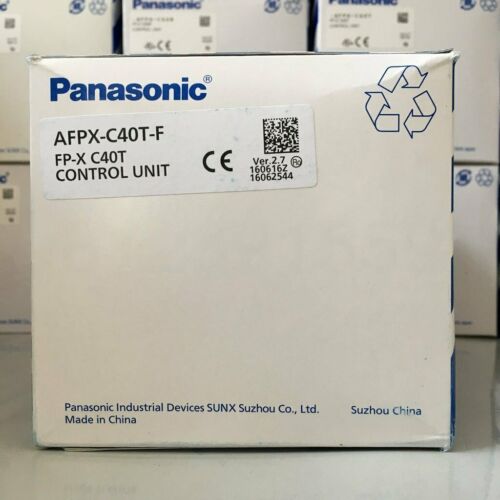 Panasonic®
AFPX-C40T-F
FP-X C40T
CONTROL UNIT
CE
Ver.2.7
160616Z
16062544
Panasonic Industrial Devices SUNX Suzhou Co., Ltd.
Made in China
Suzhou China